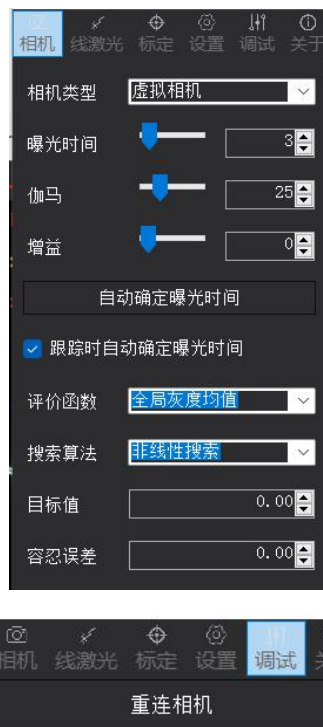 相机 线激光 标定 设置 调试 关于
相机类型 虚拟相机
曝光时间 3
伽马 25
增益 0
自动确定曝光时间
跟踪时自动确定曝光时间
评价函数 全局灰度均值
搜索算法 非线性搜索
目标值 0.00
容忍误差 0.00
相机 线激光 标定 设置 调试
重连相机